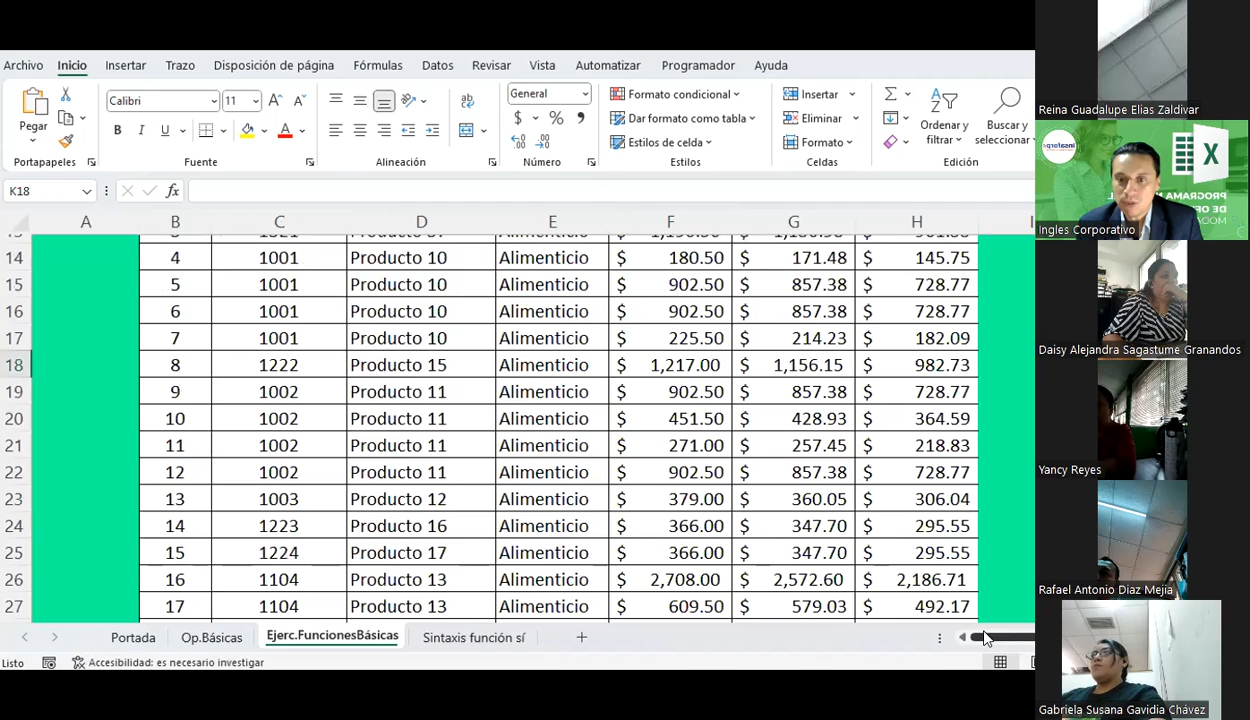 Archivo Inicio Insertar Trazo Disposición de página Fórmulas Datos Revisar Vista Automatizar Programador Ayuda
Pegar
Calibri 11
N K S
ab
General
$ % 000
Formato condicional
Dar formato como tabla
Estilos de celda
Insertar
Eliminar
Formato
Ordenar y filtrar
Buscar y seleccionar
Portapapeles Fuente Alineación Número Estilos Celdas Edición
K18 fx
A B C D E F G H I
14 4 1001 Producto 10 Alimenticio $ 180.50 $ 171.48 $ 145.75
15 5 1001 Producto 10 Alimenticio $ 902.50 $ 857.38 $ 728.77
16 6 1001 Producto 10 Alimenticio $ 902.50 $ 857.38 $ 728.77
17 7 1001 Producto 10 Alimenticio $ 225.50 $ 214.23 $ 182.09
18 8 1222 Producto 15 Alimenticio $ 1,217.00 $ 1,156.15 $ 982.73
19 9 1002 Producto 11 Alimenticio $ 902.50 $ 857.38 $ 728.77
20 10 1002 Producto 11 Alimenticio $ 451.50 $ 428.93 $ 364.59
21 11 1002 Producto 11 Alimenticio $ 271.00 $ 257.45 $ 218.83
22 12 1002 Producto 11 Alimenticio $ 902.50 $ 857.38 $ 728.77
23 13 1003 Producto 12 Alimenticio $ 379.00 $ 360.05 $ 306.04
24 14 1223 Producto 16 Alimenticio $ 366.00 $ 347.70 $ 295.55
25 15 1224 Producto 17 Alimenticio $ 366.00 $ 347.70 $ 295.55
26 16 1104 Producto 13 Alimenticio $ 2,708.00 $ 2,572.60 $ 2,186.71
27 17 1104 Producto 13 Alimenticio $ 609.50 $ 579.03 $ 492.17
Portada Op.Básicas Ejerc.FuncionesBásicas Sintaxis función sí
Listo Accesibilidad: es necesario investigar
Reina Guadalupe Elias Zaldivar
X
PROGRAMA
DE OF
Ingles Corporativo
Daisy Alejandra Sagastume Granandos
Yancy Reyes
Rafael Antonio Diaz Mejía
Gabriela Susana Gavidia Chávez